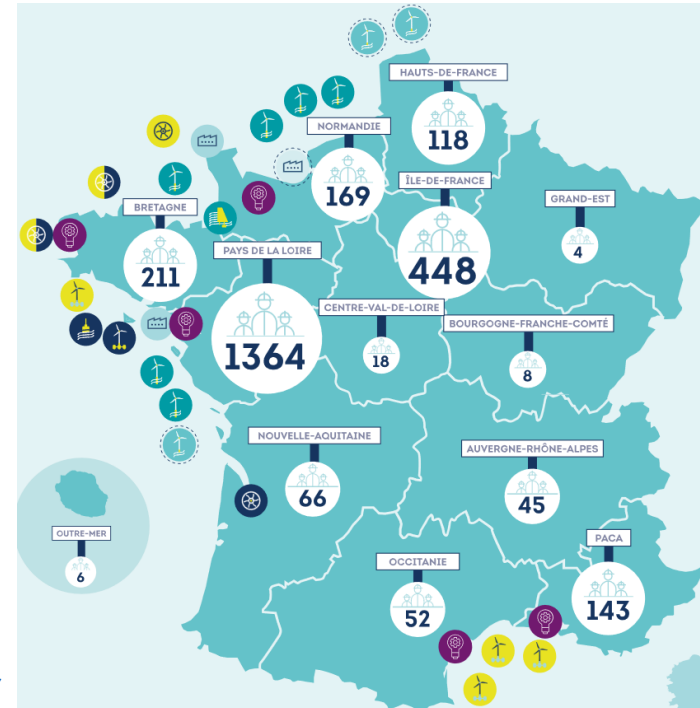 HAUTS-DE-FRANCE
118
NORMANDIE
169
ÎLE-DE-FRANCE
448
GRAND-EST
4
BRETAGNE
211
PAYS DE LA LOIRE
1364
CENTRE-VAL-DE-LOIRE
18
BOURGOGNE-FRANCHE-COMTÉ
8
NOUVELLE-AQUITAINE
66
AUVERGNE-RHÔNE-ALPES
45
OUTRE-MER
6
OCCITANIE
52
PACA
143